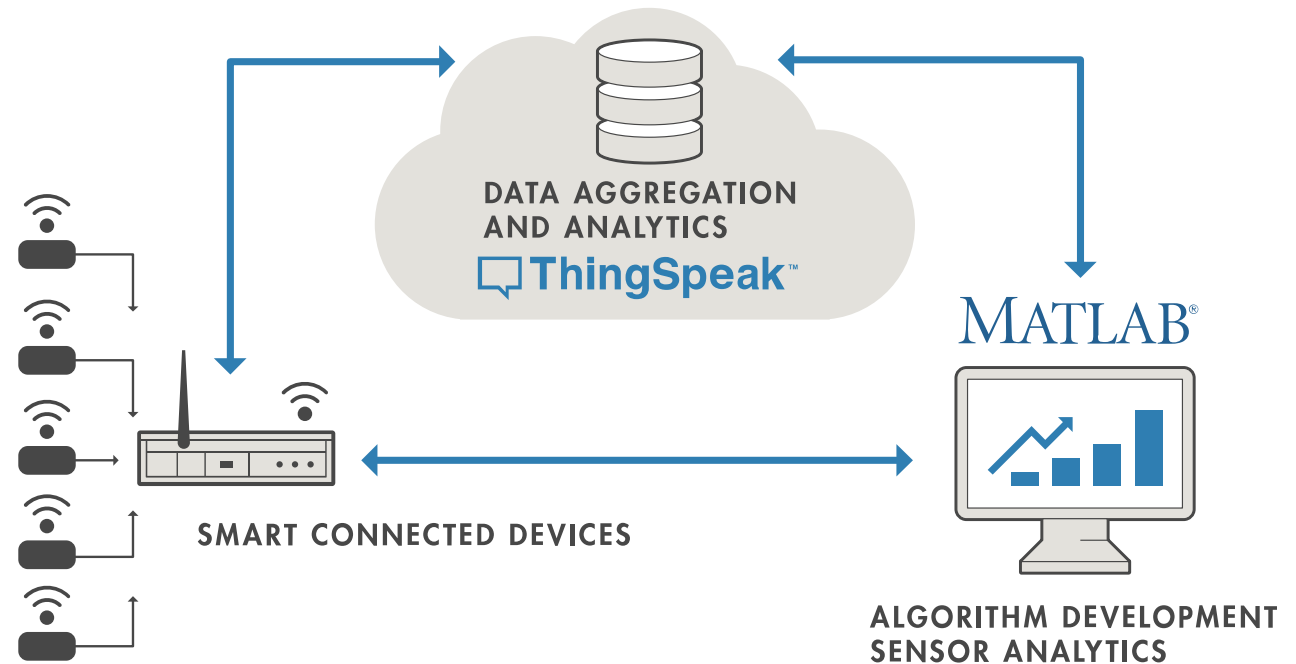 DATA AGGREGATION
AND ANALYTICS
ThingSpeak™
MATLAB®
SMART CONNECTED DEVICES
ALGORITHM DEVELOPMENT
SENSOR ANALYTICS